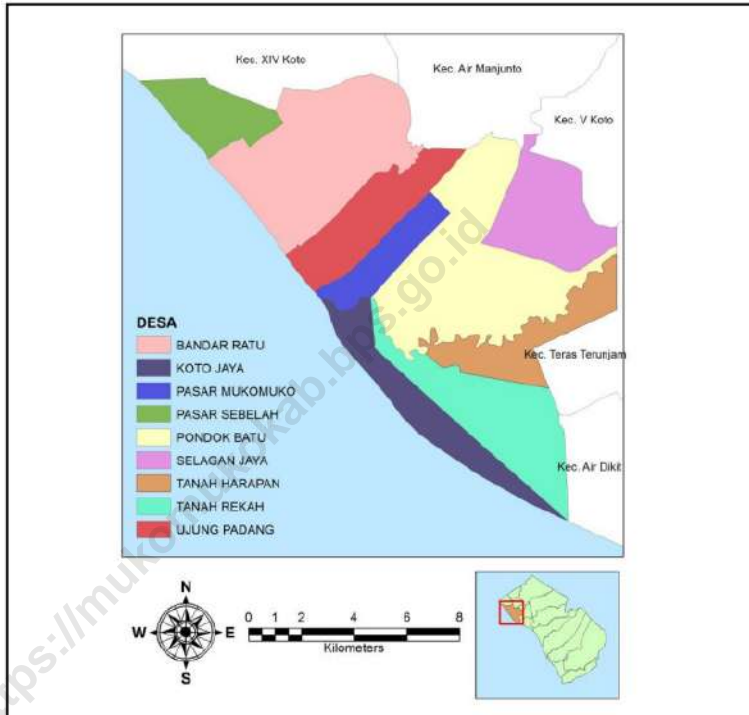 Kec. XIV Koto
Kec. Air Manjunto
Kec. V Koto
DESA
BANDAR RATU
KOTO JAYA
PASAR MUKOMUKO
PASAR SEBELAH
PONDOK BATU
SELAGAN JAYA
TANAH HARAPAN
TANAH REKAH
UJUNG PADANG
Kec. Teras Terunjam
Kec. Air Dikit
N
W E
S
0 1 2 4 6 8
Kilometers
https://mukomukokab.bps.go.id